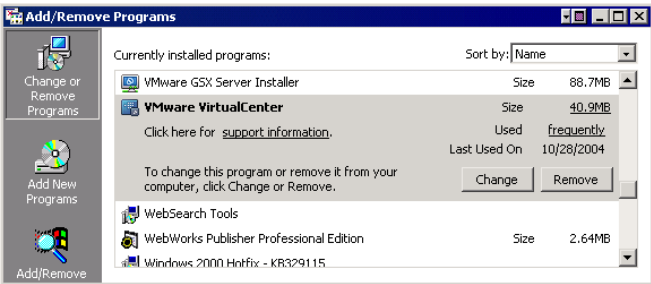 Add/Remove Programs
Change or
Remove
Programs
Add New
Programs
Add/Remove
Currently installed programs:
Sort by: Name
VMware GSX Server Installer Size 88.7MB
VMware VirtualCenter Size 40.9MB
Click here for support information. Used frequently
Last Used On 10/28/2004
To change this program or remove it from your
computer, click Change or Remove.
Change Remove
WebSearch Tools
WebWorks Publisher Professional Edition Size 2.64MB
Windows 2000 Hotfix - KB329115